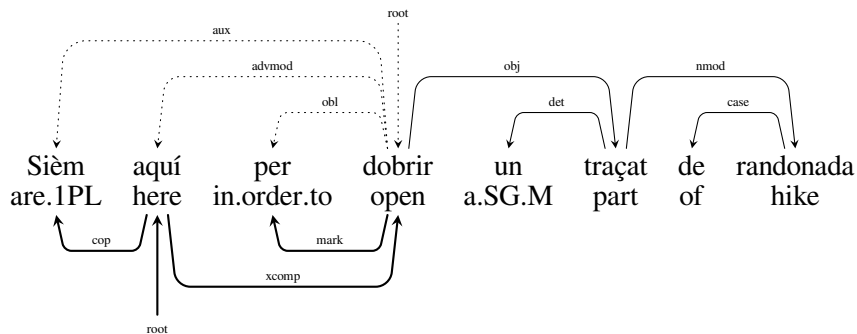 root
aux
advmod
obj
nmod
obl
det
case
Sièm aquí per dobrir un traçat de randonada
are.1PL here in.order.to open a.SG.M part of hike
cop
mark
xcomp
root